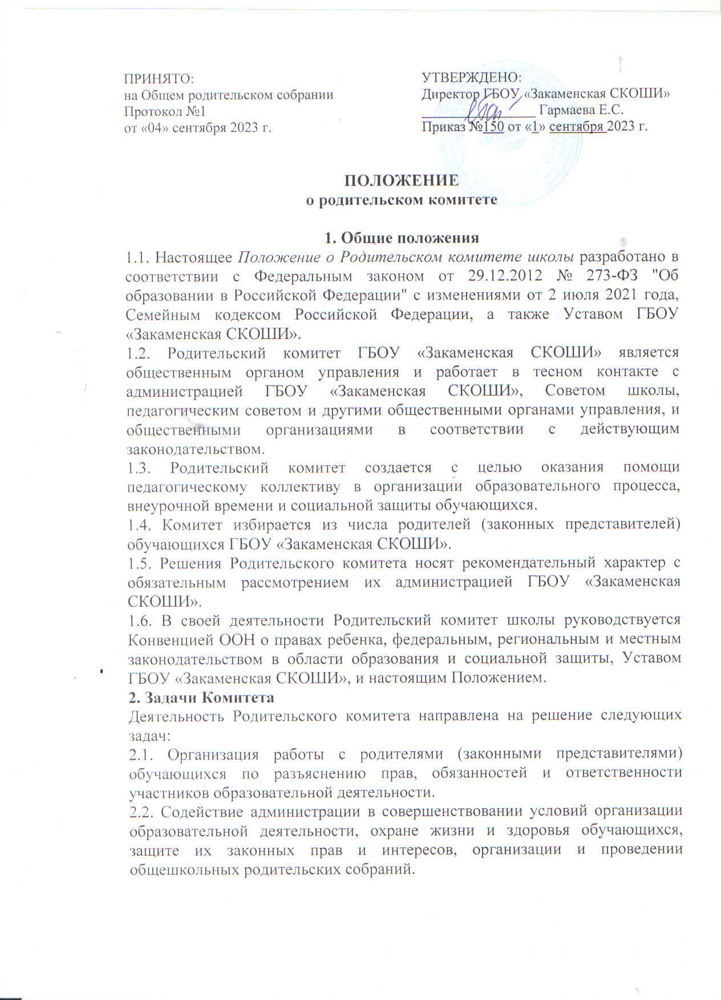 ПРИНЯТО:
на Общем родительском собрании
Протокол №1
от «04» сентября 2023 г.
УТВЕРЖДЕНО:
Директор ГБОУ «Закаменская СКОШИ»
Гармаева Е.С.
Приказ №150 от «1» сентября 2023 г.
ПОЛОЖЕНИЕ
о родительском комитете
1. Общие положения
1.1. Настоящее Положение о Родительском комитете школы разработано в
соответствии с Федеральным законом от 29.12.2012 № 273-ФЗ "Об
образовании в Российской Федерации" с изменениями от 2 июля 2021 года,
Семейным кодексом Российской Федерации, а также Уставом ГБОУ
«Закаменская СКОШИ».
1.2. Родительский комитет ГБОУ «Закаменская СКОШИ» является
общественным органом управления и работает в тесном контакте с
администрацией ГБОУ «Закаменская СКОШИ», Советом школы,
педагогическим советом и другими общественными органами управления, и
общественными организациями в соответствии с действующим
законодательством.
1.3. Родительский комитет создается с целью оказания помощи
педагогическому коллективу в организации образовательного процесса,
внеурочной времени и социальной защиты обучающихся.
1.4. Комитет избирается из числа родителей (законных представителей)
обучающихся ГБОУ «Закаменская СКОШИ».
1.5. Решения Родительского комитета носят рекомендательный характер с
обязательным рассмотрением их администрацией ГБОУ «Закаменская
СКОШИ».
1.6. В своей деятельности Родительский комитет школы руководствуется
Конвенцией ООН о правах ребенка, федеральным, региональным и местным
законодательством в области образования и социальной защиты, Уставом
ГБОУ «Закаменская СКОШИ», и настоящим Положением.
2. Задачи Комитета
Деятельность Родительского комитета направлена на решение следующих
задач:
2.1. Организация работы с родителями (законными представителями)
обучающихся по разъяснению прав, обязанностей и ответственности
участников образовательной деятельности.
2.2. Содействие администрации в совершенствовании условий организации
образовательной деятельности, охране жизни и здоровья обучающихся,
защите их законных прав и интересов, организации и проведении
общешкольных родительских собраний.